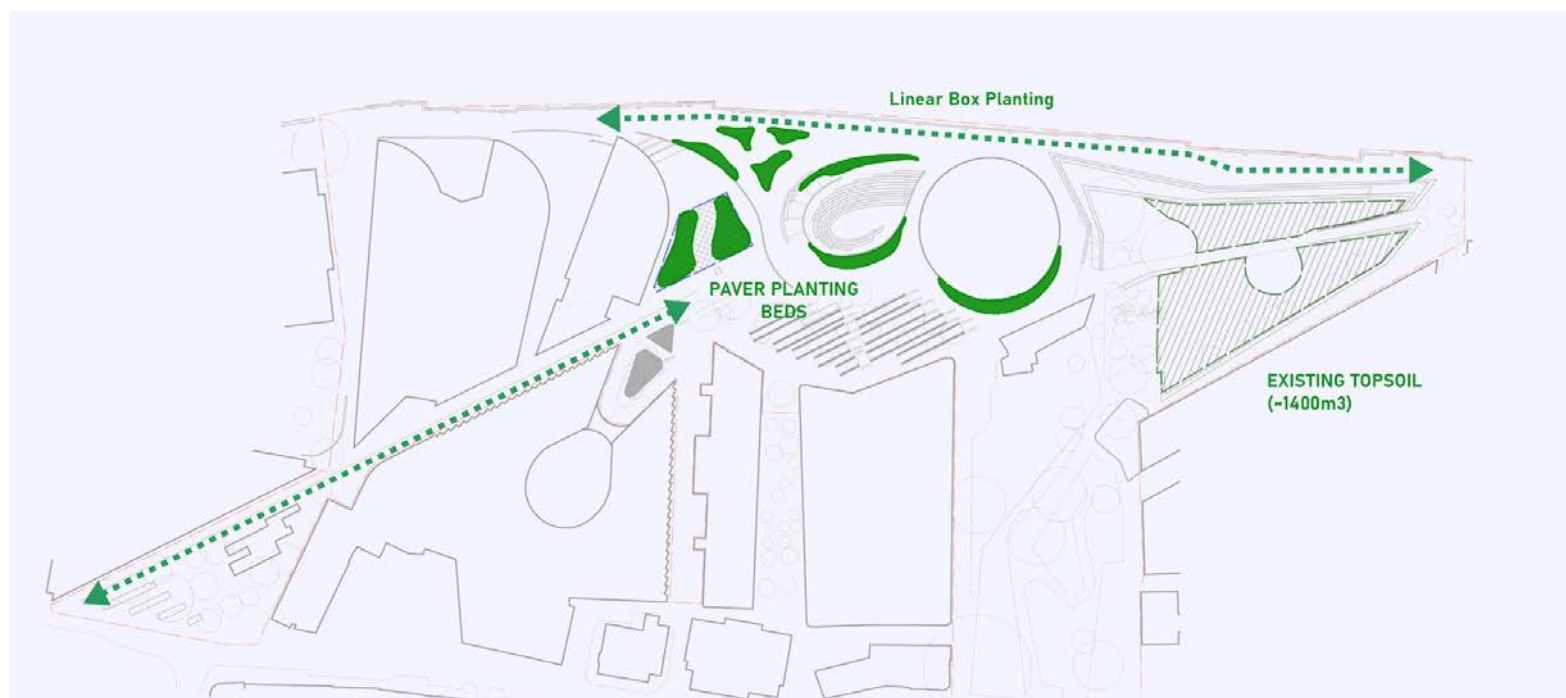 Linear Box Planting
PAVER PLANTING
BEDS
EXISTING TOPSOIL
(~1400m3)